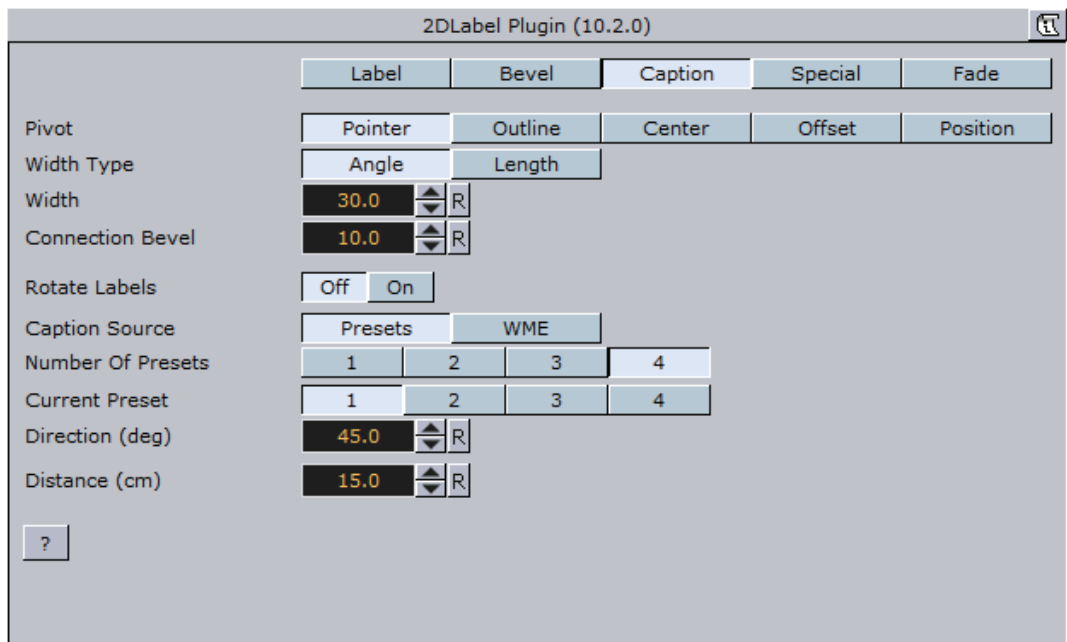 2DLabel Plugin (10.2.0)
Label Bevel Caption Special Fade
Pivot Pointer Outline Center Offset Position
Width Type Angle Length
Width 30.0 R
Connection Bevel 10.0 R
Rotate Labels Off On
Caption Source Presets WME
Number Of Presets 1 2 3 4
Current Preset 1 2 3 4
Direction (deg) 45.0 R
Distance (cm) 15.0 R
?